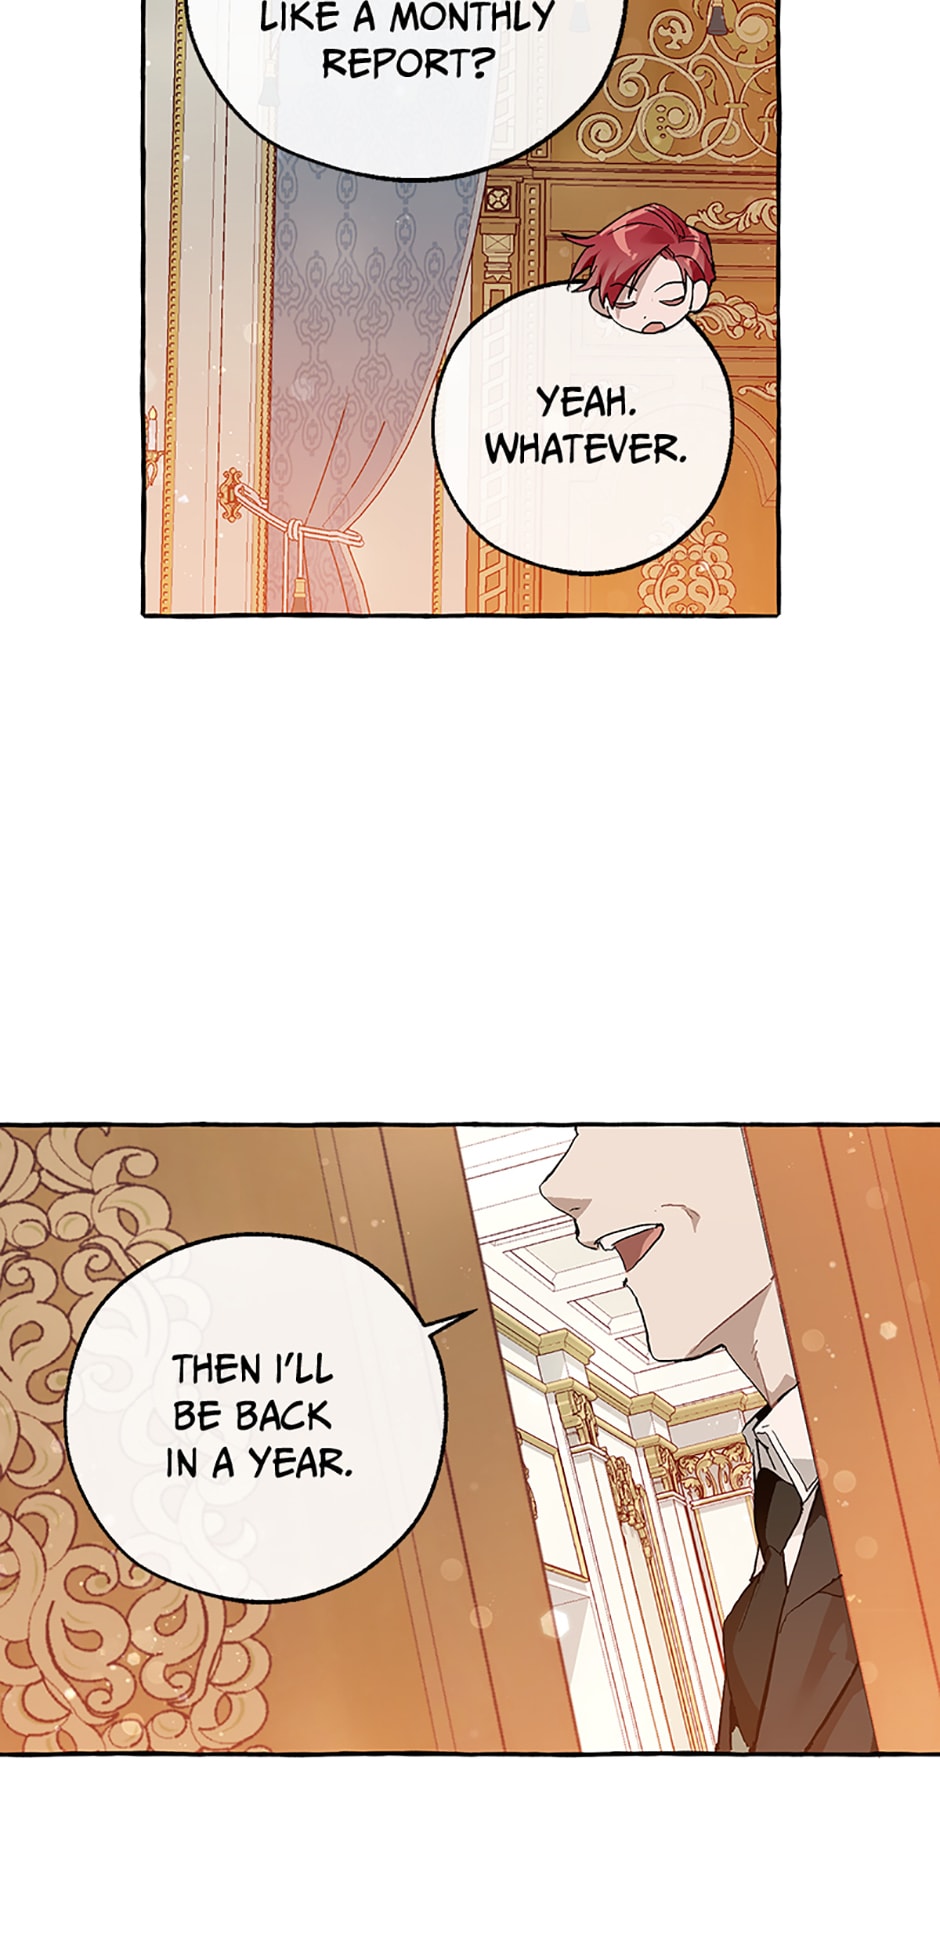 LIKE A MONTHLY
REPORT?
YEAH.
WHATEVER.
THEN I'LL
BE BACK
IN A YEAR.